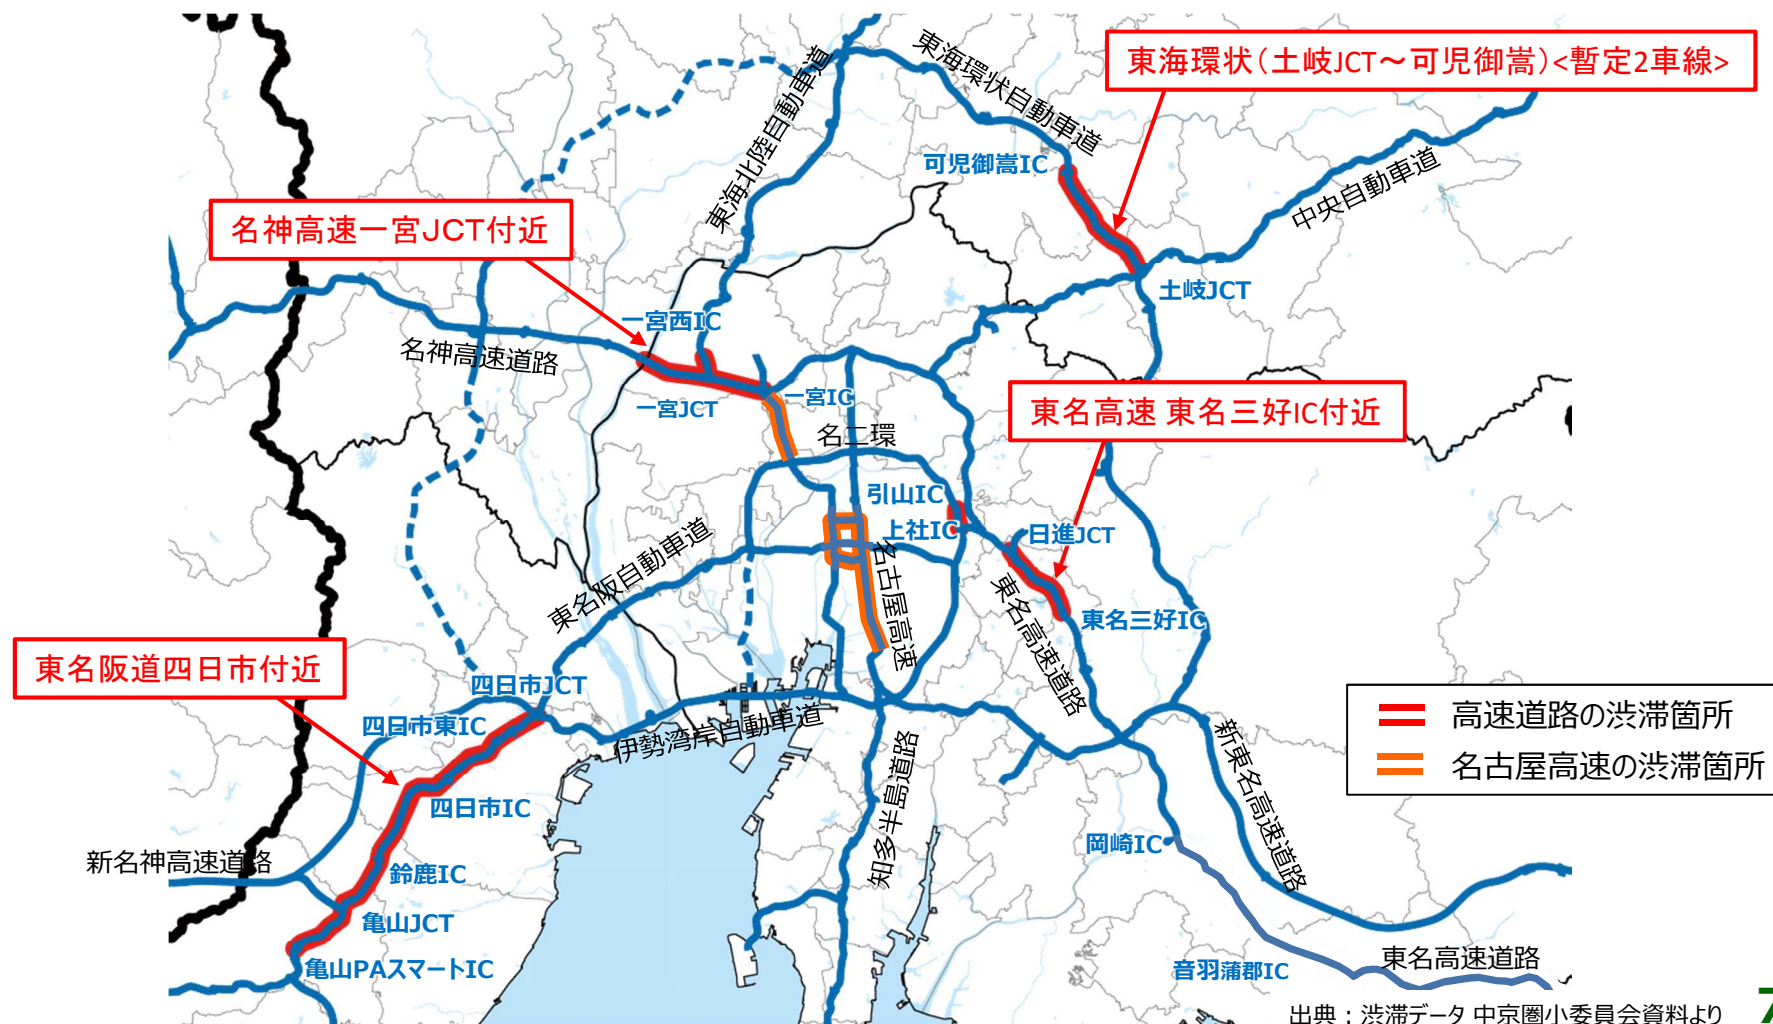 東海環状(土岐JCT～可児御嵩)<暫定2車線>
東海環状自動車道
東海北陸自動車道
可児御嵩IC
中央自動車道
名神高速一宮JCT付近
土岐JCT
一宮西IC
名神高速道路
一宮JCT
一宮IC
東名高速 東名三好IC付近
名二環
引山IC
上社IC
日進JCT
東名阪自動車道
名古屋高速
東名高速道路
東名三好IC
東名阪道四日市付近
四日市JCT
四日市東IC
伊勢湾岸自動車道
高速道路の渋滞箇所
名古屋高速の渋滞箇所
知多半島道路
新東名高速道路
四日市IC
岡崎IC
新名神高速道路
鈴鹿IC
亀山JCT
亀山PAスマートIC
音羽蒲郡IC
東名高速道路
出典：渋滞データ 中京圏小委員会資料より